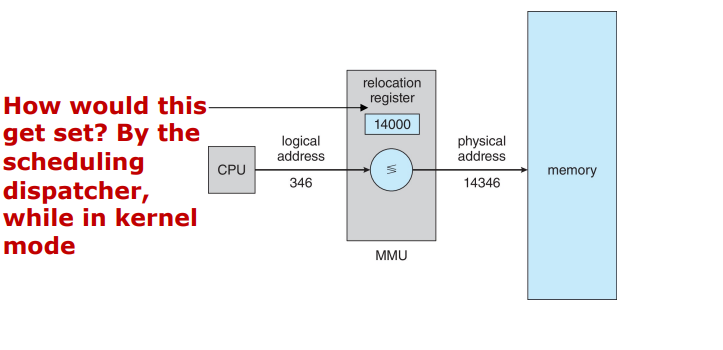 How would this
get set? By the
scheduling
dispatcher,
while in kernel
mode
CPU
logical
address
346
relocation
register
14000
≶
MMU
physical
address
14346
memory